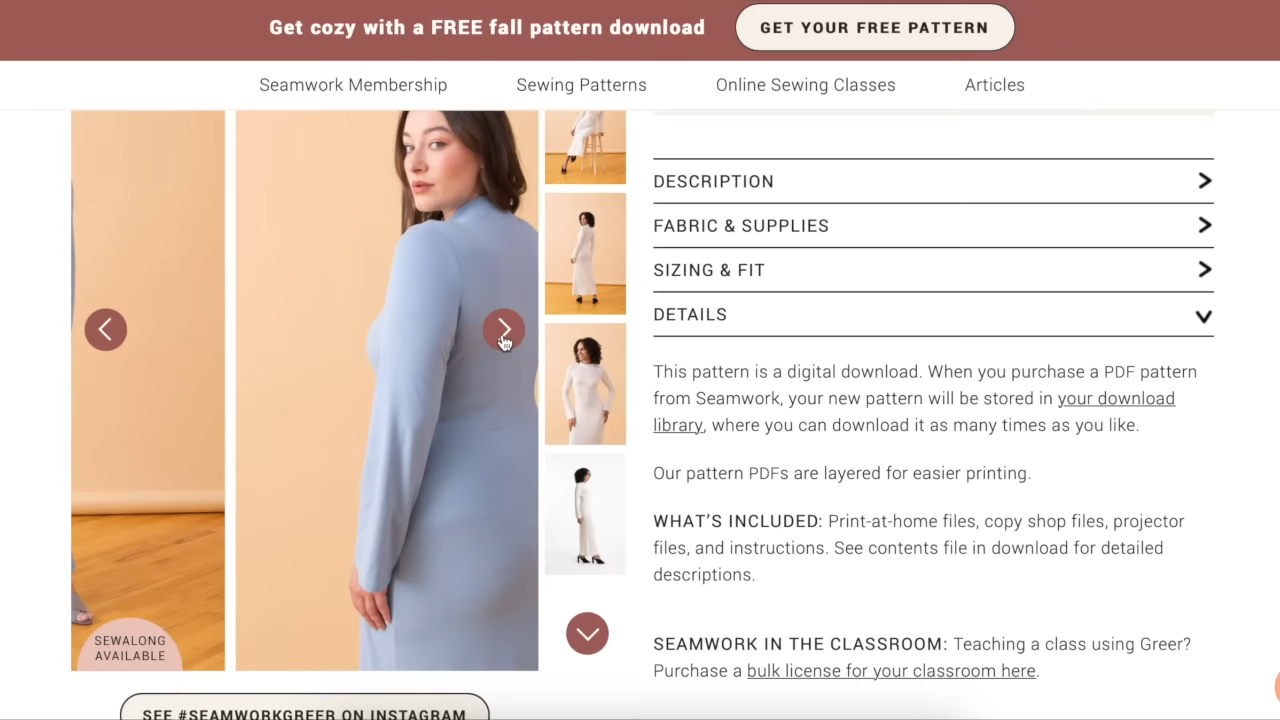 Get cozy with a FREE fall pattern download
GET YOUR FREE PATTERN
Seamwork Membership
Sewing Patterns
Online Sewing Classes
Articles
DESCRIPTION
FABRIC & SUPPLIES
SIZING & FIT
DETAILS
This pattern is a digital download. When you purchase a PDF pattern
from Seamwork, your new pattern will be stored in your download
library, where you can download it as many times as you like.
Our pattern PDFs are layered for easier printing.
WHAT'S INCLUDED: Print-at-home files, copy shop files, projector
files, and instructions. See contents file in download for detailed
descriptions.
SEAMWORK IN THE CLASSROOM: Teaching a class using Greer?
Purchase a bulk license for your classroom here.
SEWALONG
AVAILABLE
SEE #SEAMWORKGREER ON INSTAGRAM